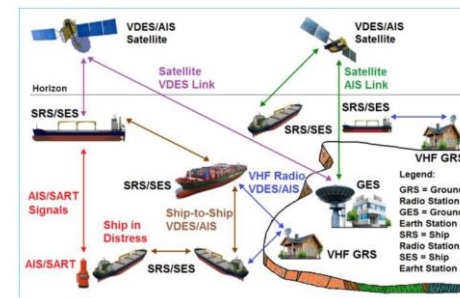 VDES/AIS
Satellite
VDES/AIS
Satellite
Satellite
VDES Link
Satellite
AIS Link
Horizon
SRS/SES
SRS/SES
SRS/SES
VHF GRS
AIS/SART
Signals
SRS/SES
VHF Radio
VDES/AIS
GES
Legend:
GRS = Ground
Radio Station
GES = Ground
Earth Station
SRS = Ship
Radio Station
SES = Ship
Eartht Station
Ship in
Distress
Ship-to-Ship
VDES/AIS
VHF GRS
AIS/SART
SRS/SES